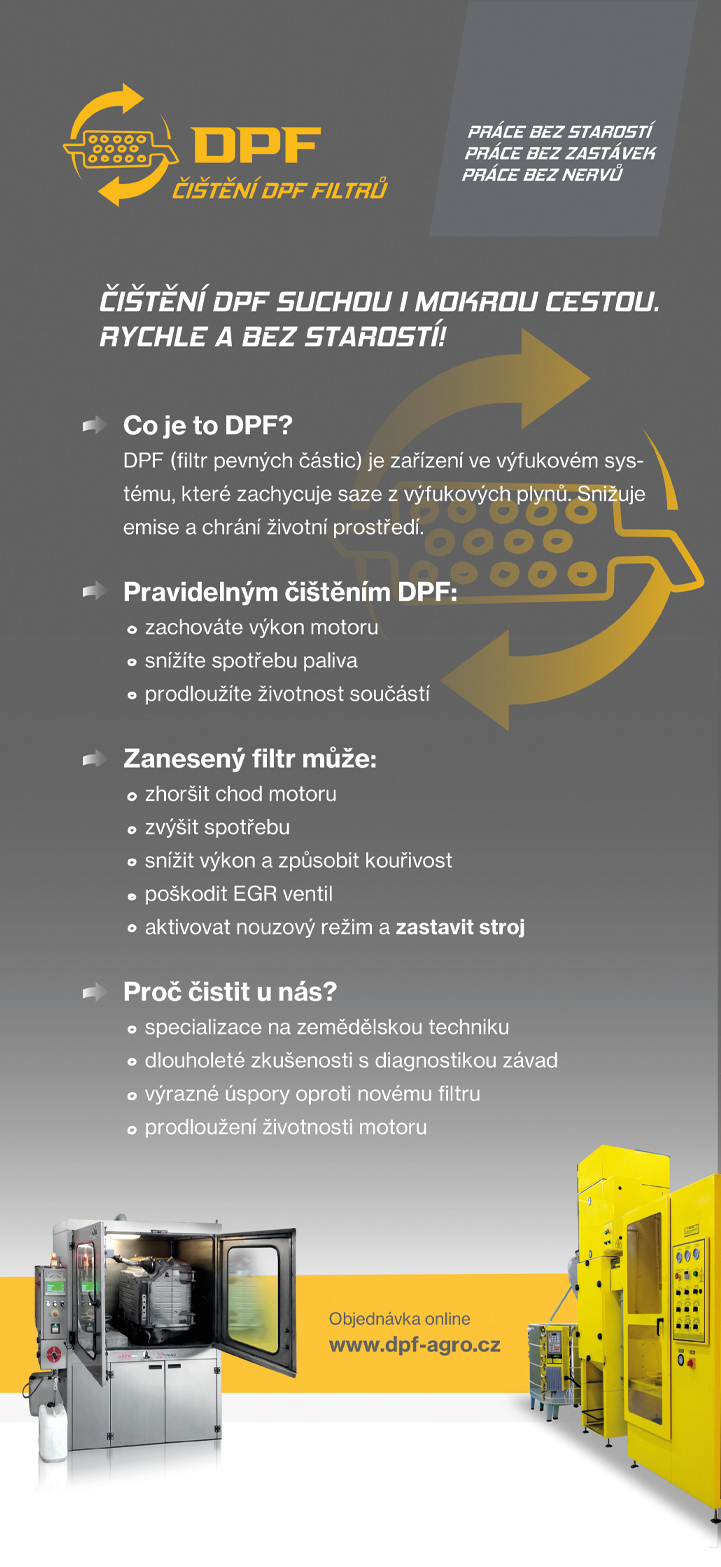 DPF
ČIŠTĚNÍ DPF FILTRŮ
PRÁCE BEZ STAROSTÍ
PRÁCE BEZ ZASTÁVEK
PRÁCE BEZ NERVŮ
ČIŠTĚNÍ DPF SUCHOU I MOKROU CESTOU.
RYCHLE A BEZ STAROSTÍ!
Co je to DPF?
DPF (filtr pevných částic) je zařízení ve výfukovém sys-
tému, které zachycuje saze z výfukových plynů. Snižuje
emise a chrání životní prostředí.
Pravidelným čištěním DPF:
zachováte výkon motoru
snížíte spotřebu paliva
prodloužíte životnost součástí
Zanesený filtr může:
zhoršit chod motoru
zvýšit spotřebu
snížit výkon a způsobit kouřivost
poškodit EGR ventil
aktivovat nouzový režim a zastavit stroj
Proč čistit u nás?
specializace na zemědělskou techniku
dlouholeté zkušenosti s diagnostikou závad
výrazné úspory oproti novému filtru
prodloužení životnosti motoru
Objednávka online
www.dpf-agro.cz